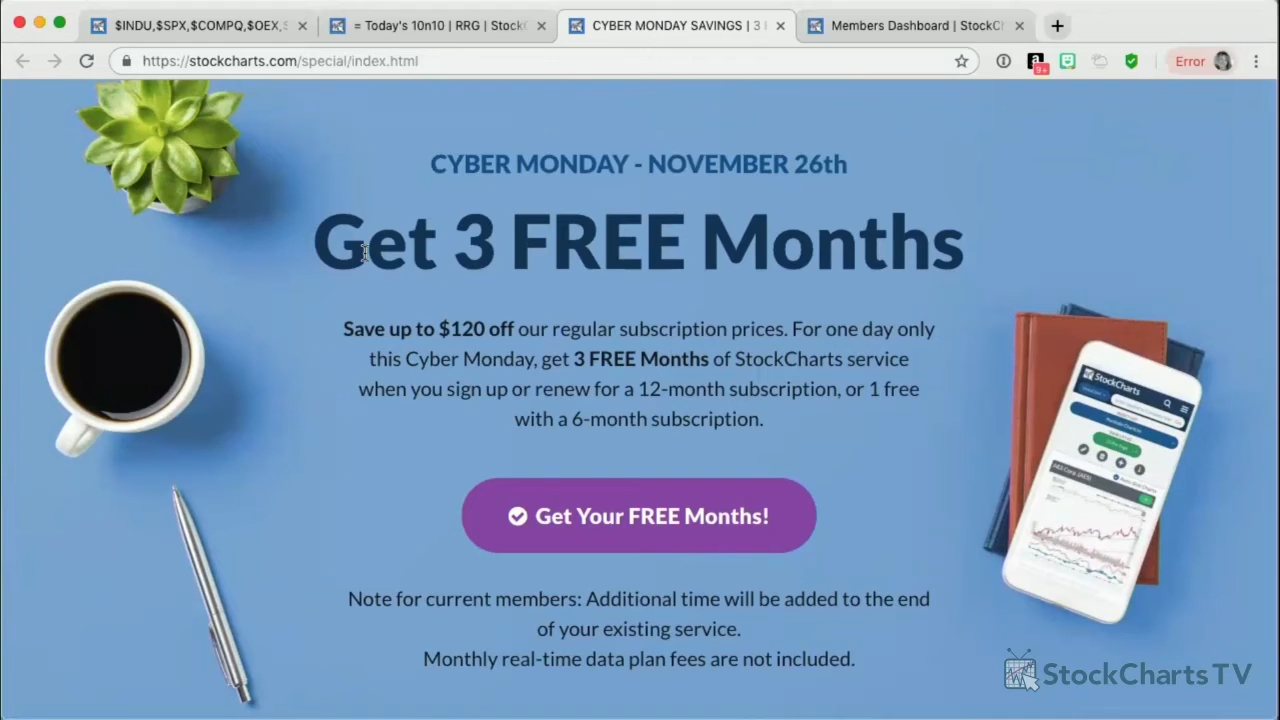 $INDU,$SPX,$COMPQ,$OEX,
= Today's 10n10 | RRG | Stock
CYBER MONDAY SAVINGS | 3
Members Dashboard | StockC
https://stockcharts.com/special/index.html
9+
Error
CYBER MONDAY - NOVEMBER 26th
Get 3 FREE Months
Save up to $120 off our regular subscription prices. For one day only
this Cyber Monday, get 3 FREE Months of StockCharts service
when you sign up or renew for a 12-month subscription, or 1 free
with a 6-month subscription.
Get Your FREE Months!
Note for current members: Additional time will be added to the end
of your existing service.
Monthly real-time data plan fees are not included.
StockCharts
StockChartsTV